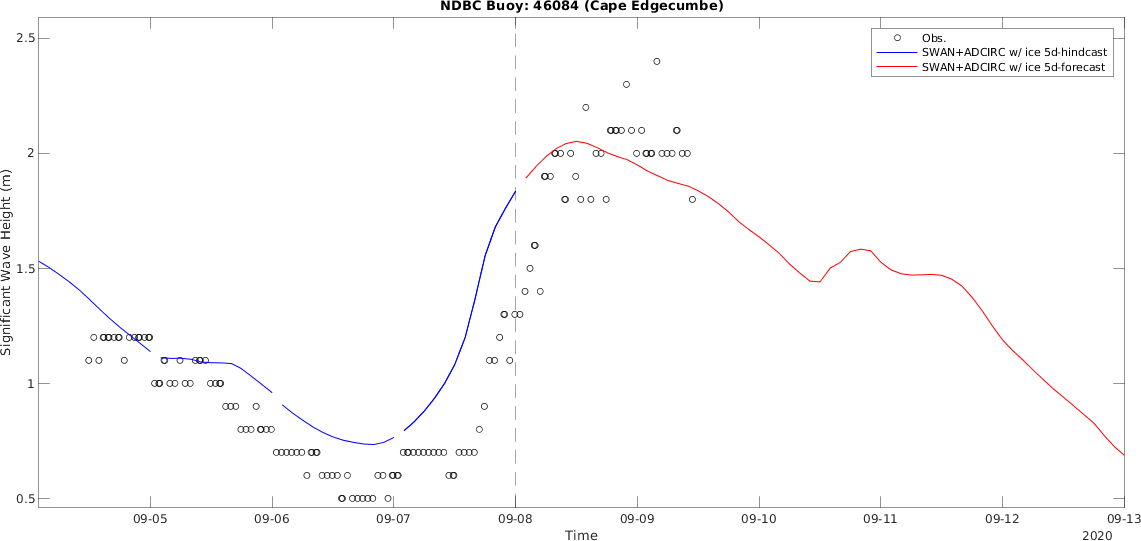 NDBC Buoy: 46084 (Cape Edgecumbe)
Obs.
SWAN+ADCIRC w/ ice 5d-hindcast
SWAN+ADCIRC w/ ice 5d-forecast
Significant Wave Height (m)
2.5
2
1.5
1
0.5
09-05 09-06 09-07 09-08 09-09 09-10 09-11 09-12 09-13
Time
2020